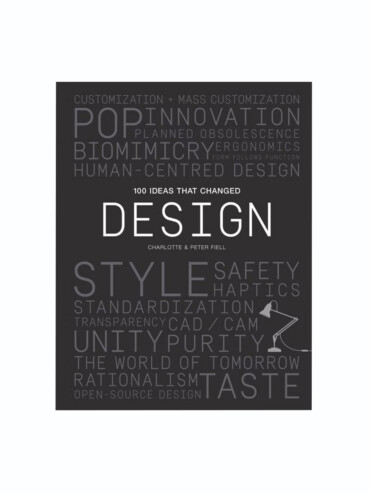 CUSTOMIZATION + MASS CUSTOMIZATION
POP INNOVATION
PLANNED OBSOLESCENCE
BIOMIMICRY ERGONOMICS
FORM FOLLOWS FUNCTION
HUMAN-CENTRED DESIGN
100 IDEAS THAT CHANGED
DESIGN
CHARLOTTE & PETER FIELL
STYLE SAFETY
HAPTICS
STANDARDIZATION
TRANSPARENCY CAD/CAM
UNITY PURITY
THE WORLD OF TOMORROW
RATIONALISM TASTE
OPEN-SOURCE DESIGN